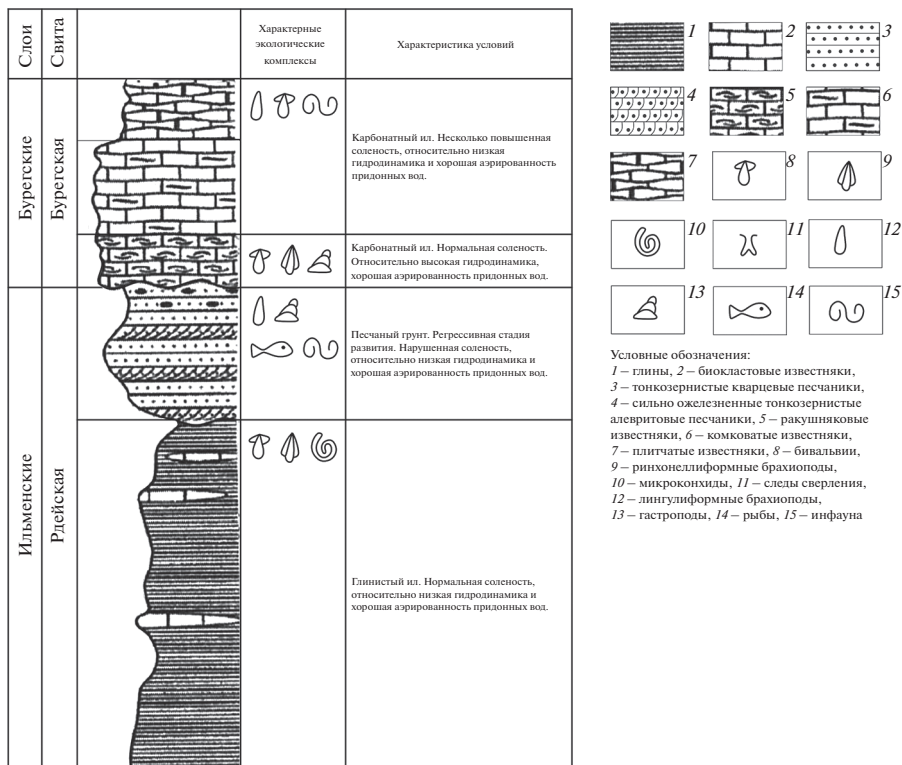 Слои
Свита
Характерные
экологические
комплексы
Характеристика условий
Бурегские
Бурегская
Карбонатный ил. Несколько повышенная
соленость, относительно низкая
гидродинамика и хорошая аэрированность
придонных вод.
Карбонатный ил. Нормальная соленость.
Относительно высокая гидродинамика,
хорошая аэрированность придонных вод.
Ильменские
Рдейская
Песчаный грунт. Регрессивная стадия
развития. Нарушенная соленость,
относительно низкая гидродинамика и
хорошая аэрированность придонных вод.
Глинистый ил. Нормальная соленость,
относительно низкая гидродинамика и
хорошая аэрированность придонных вод.
1 2 3
4 5 6
7 8 9
10 11 12
13 14 15
Условные обозначения:
1 – глины, 2 – биокластовые известняки,
3 – тонкозернистые кварцевые песчаники,
4 – сильно ожелезненные тонкозернистые
алевритовые песчаники, 5 – ракушняковые
известняки, 6 – комковатые известняки,
7 – плитчатые известняки, 8 – бивальвии,
9 – ринхонеллиформные брахиоподы,
10 – микроконхиды, 11 – следы сверления,
12 – лингулиформные брахиоподы,
13 – гастроподы, 14 – рыбы, 15 – инфауна